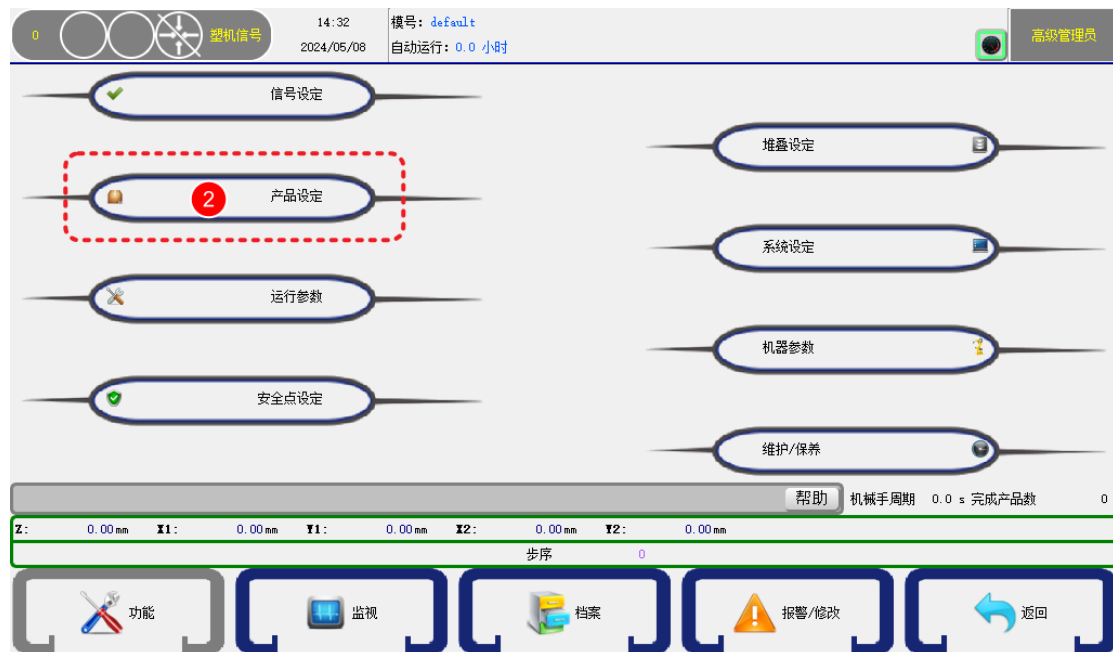 0 塑机信号 14:32 模号: default 高级管理员
2024/05/08 自动运行: 0.0 小时
信号设定
堆叠设定
2 产品设定
系统设定
运行参数
机器参数
安全点设定
维护/保养
帮助 机械手周期 0.0 s 完成产品数 0
Z: 0.00mm X1: 0.00mm Y1: 0.00mm X2: 0.00mm Y2: 0.00mm
步序 0
功能 监视 档案 报警/修改 返回